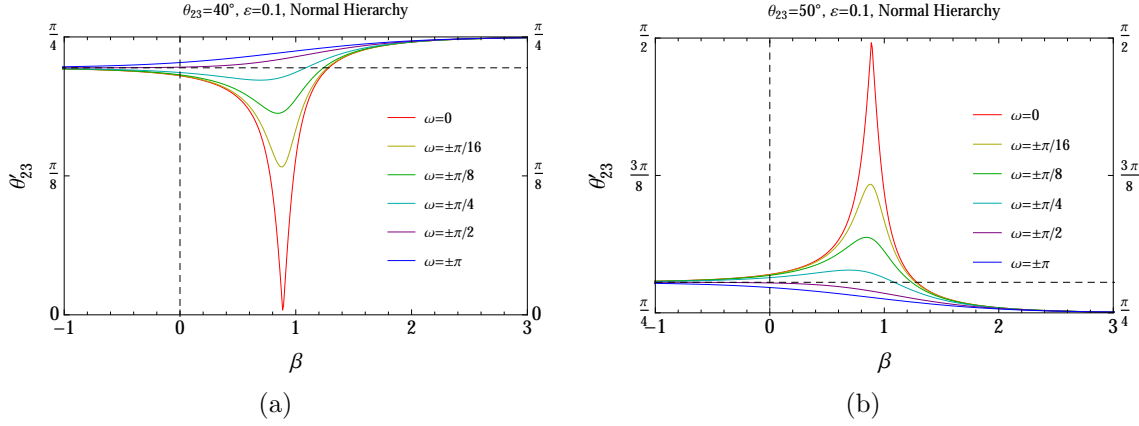 θ₂₃=40°, ε=0.1, Normal Hierarchy
π/4
π/8
0
θ′₂₃
π/4
π/8
0
ω=0
ω=±π/16
ω=±π/8
ω=±π/4
ω=±π/2
ω=±π
-1 0 1 2 3
β
(a)
θ₂₃=50°, ε=0.1, Normal Hierarchy
π/2
3π/8
π/4
θ′₂₃
π/2
3π/8
π/4
ω=0
ω=±π/16
ω=±π/8
ω=±π/4
ω=±π/2
ω=±π
-1 0 1 2 3
β
(b)